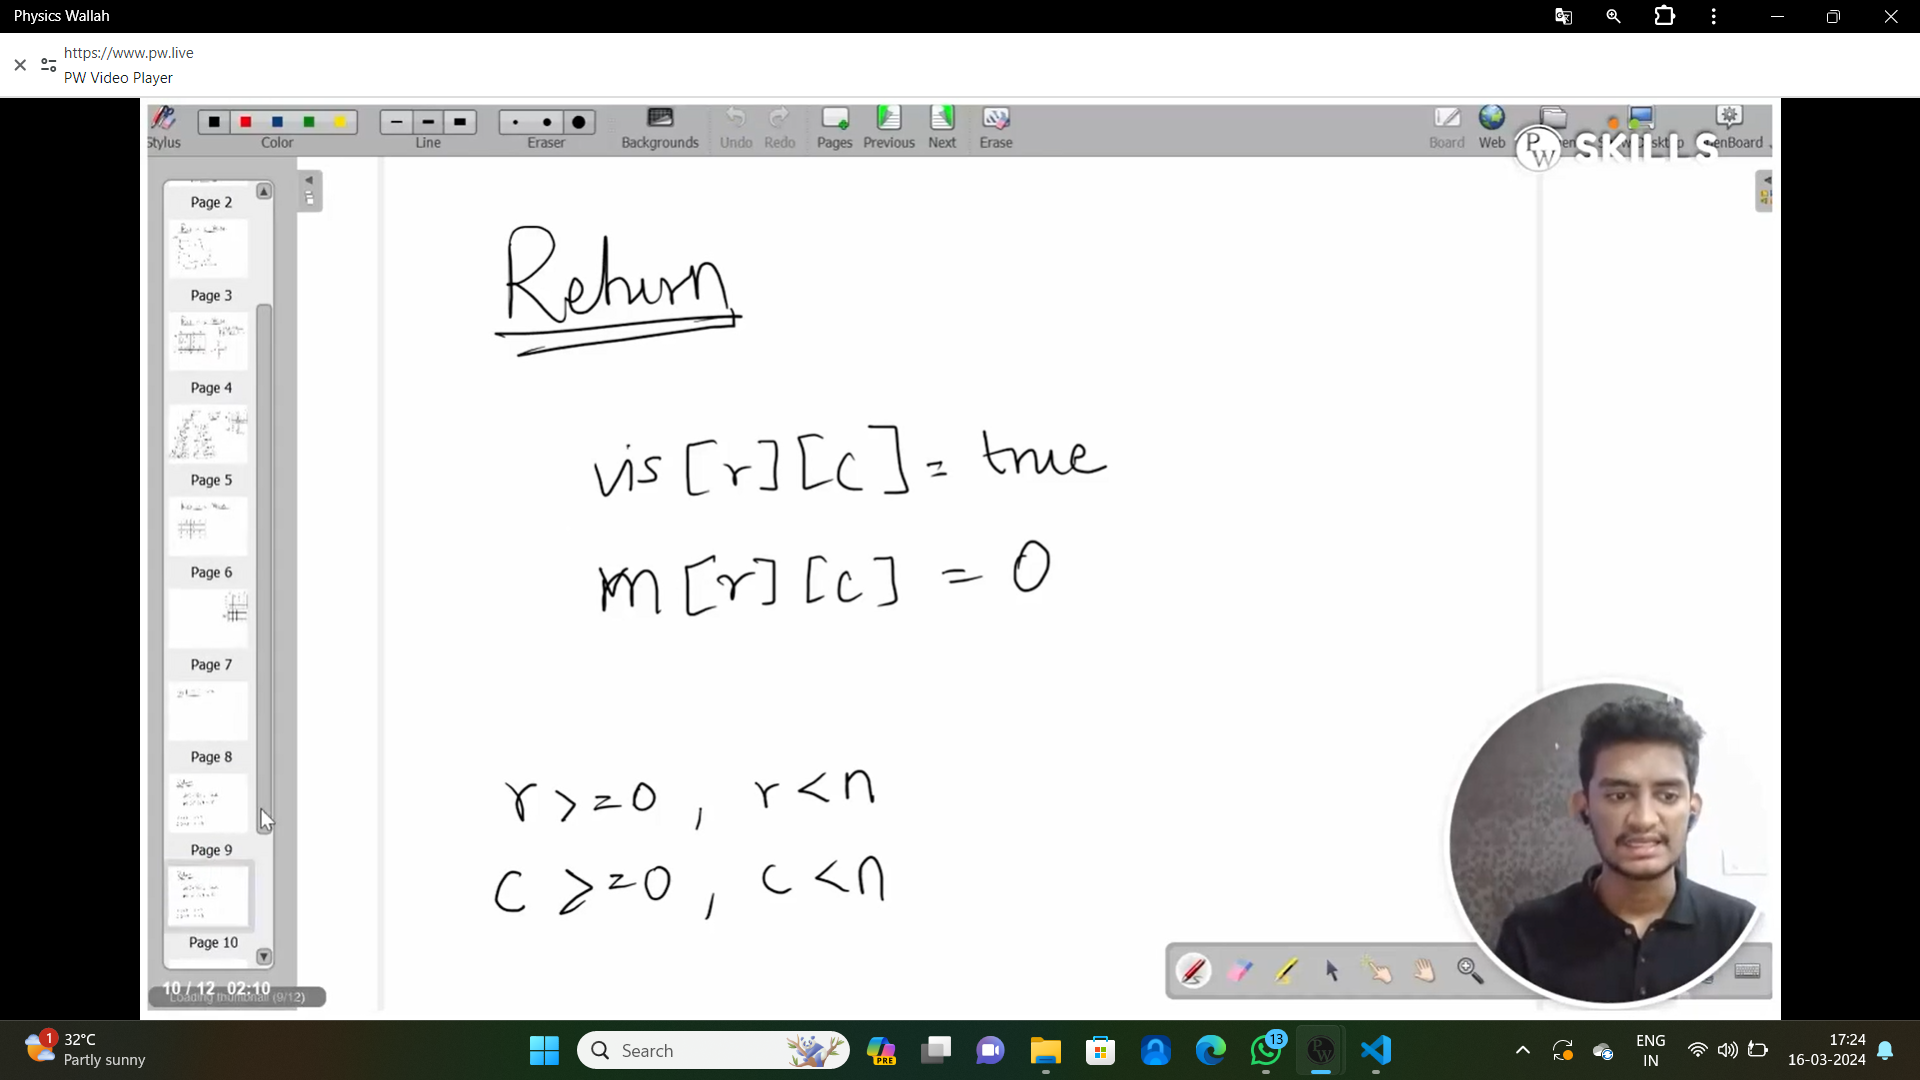 Physics Wallah
https://www.pw.live
PW Video Player
Stylus
Color
Line
Eraser
Backgrounds
Undo
Redo
Pages
Previous
Next
Erase
Board
Web
PW SKILLS
Page 2
Page 3
Page 4
Page 5
Page 6
Page 7
Page 8
Page 9
Page 10
Return
vis [r] [c] = true
m [r] [c] = 0
r >= 0 , r < n
c >= 0 , c < n
10 / 12 02:10
Loading thumbnail (9/12)
1
32°C
Partly sunny
Search
PRE
13
ENG
IN
17:24
16-03-2024